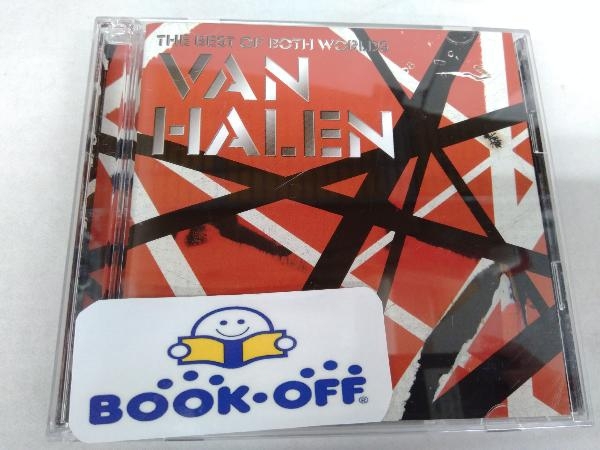 THE BEST OF BOTH WORLDS
VAN
HALEN
BOOK·OFF®